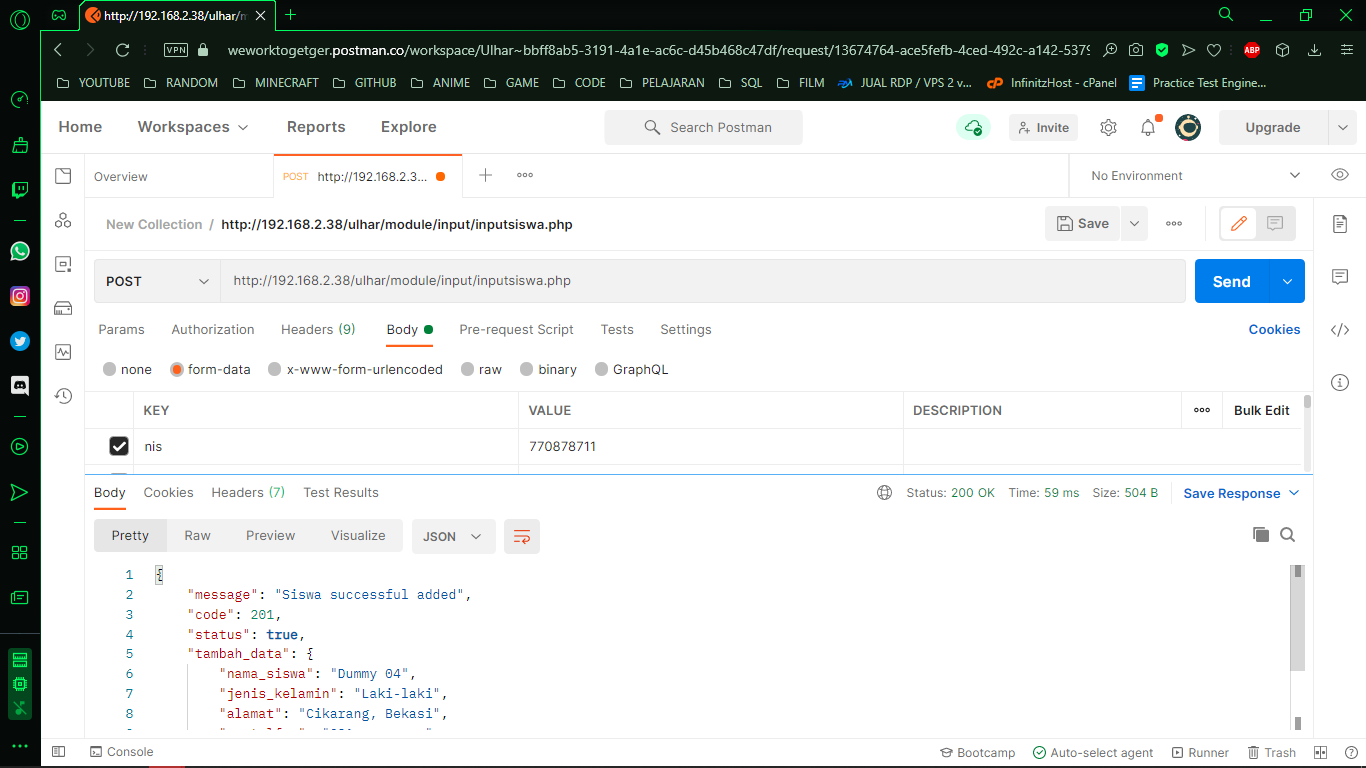 http://192.168.2.38/ulhar/m
VPN
weworktogetger.postman.co/workspace/Ulhar~bbff8ab5-3191-4a1e-ac6c-d45b468c47df/request/13674764-ace5fefb-4ced-492c-a142-5379
ABP
YOUTUBE RANDOM MINECRAFT GITHUB ANIME GAME CODE PELAJARAN SQL FILM JUAL RDP / VPS 2 v... InfinitzHost - cPanel Practice Test Engine...
Home Workspaces Reports Explore Search Postman Invite Upgrade
Overview POST http://192.168.2.3... No Environment
New Collection / http://192.168.2.38/ulhar/module/input/inputsiswa.php Save
POST http://192.168.2.38/ulhar/module/input/inputsiswa.php Send
Params Authorization Headers (9) Body Pre-request Script Tests Settings Cookies
none form-data x-www-form-urlencoded raw binary GraphQL
KEY VALUE DESCRIPTION Bulk Edit
nis 770878711
Body Cookies Headers (7) Test Results Status: 200 OK Time: 59 ms Size: 504 B Save Response
Pretty Raw Preview Visualize JSON
1 {
2 "message": "Siswa successful added",
3 "code": 201,
4 "status": true,
5 "tambah_data": {
6 "nama_siswa": "Dummy 04",
7 "jenis_kelamin": "Laki-laki",
8 "alamat": "Cikarang, Bekasi",
Console Bootcamp Auto-select agent Runner Trash